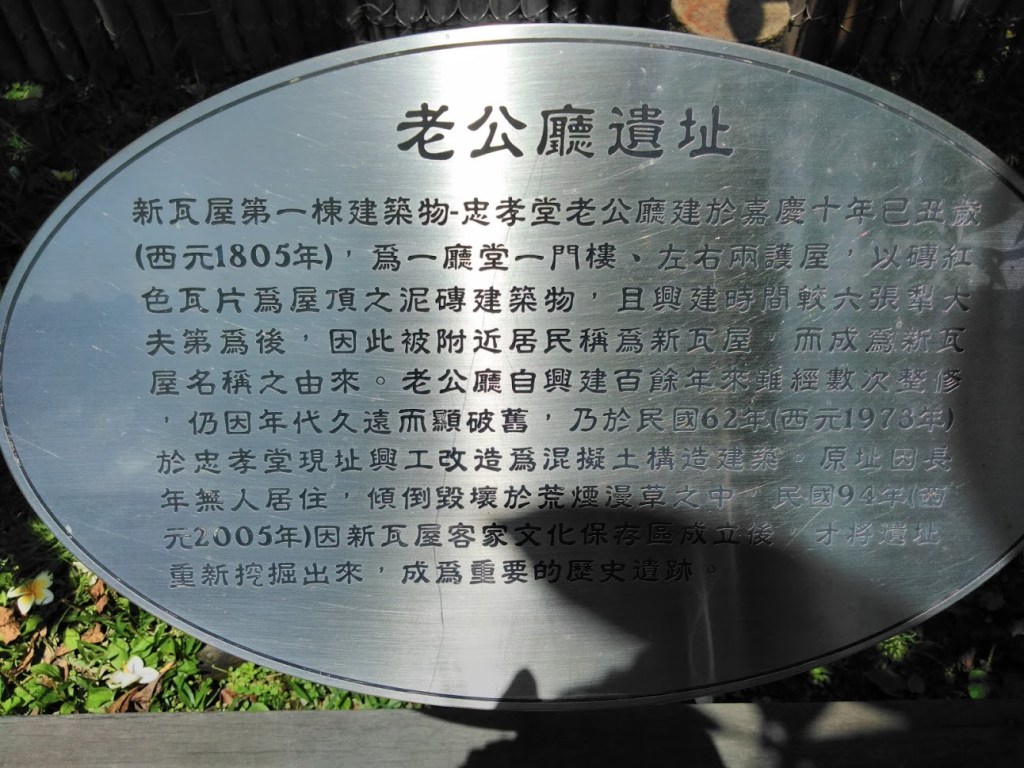 老公廳遺址
新瓦屋第一棟建築物-忠孝堂老公廳建於嘉慶十年己丑歲
(西元1805年)，為一廳堂一門樓、左右兩護屋，以磚紅
色瓦片為屋頂之泥磚建築物，且興建時間較六張犁大
夫第為後，因此被附近居民稱為新瓦屋，而成為新瓦
屋名稱之由來。老公廳自興建百餘年來雖經數次整修
，仍因年代久遠而顯破舊，乃於民國62年(西元1973年)
於忠孝堂現址興工改造為混擬土構造建築。原址因長
年無人居住，傾倒毀壞於荒煙漫草之中，民國94年(西
元2005年)因新瓦屋客家文化保存區成立後，才將遺址
重新挖掘出來，成為重要的歷史遺跡。